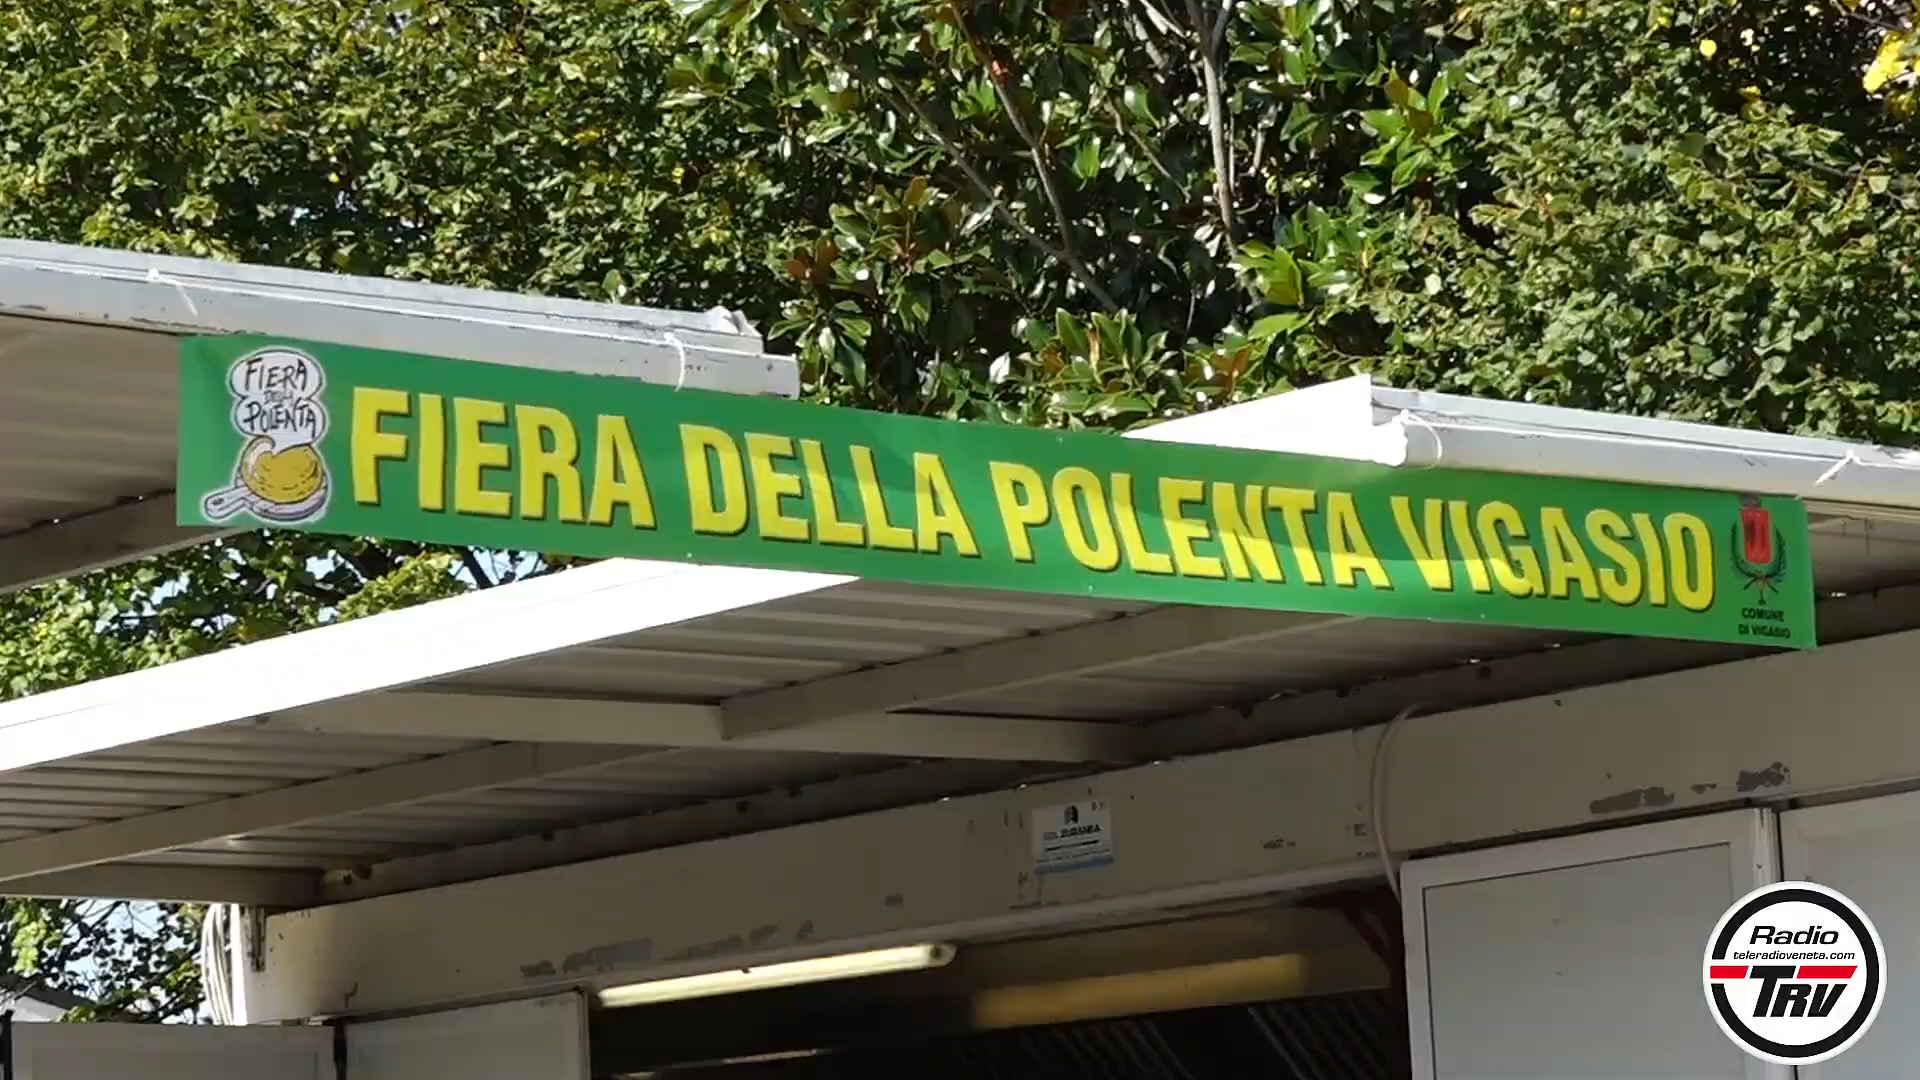 FIERA
DELLA
POLENTA
FIERA DELLA POLENTA VIGASIO
COMUNE
DI VIGASIO
Radio
teleradioveneta.com
TRV